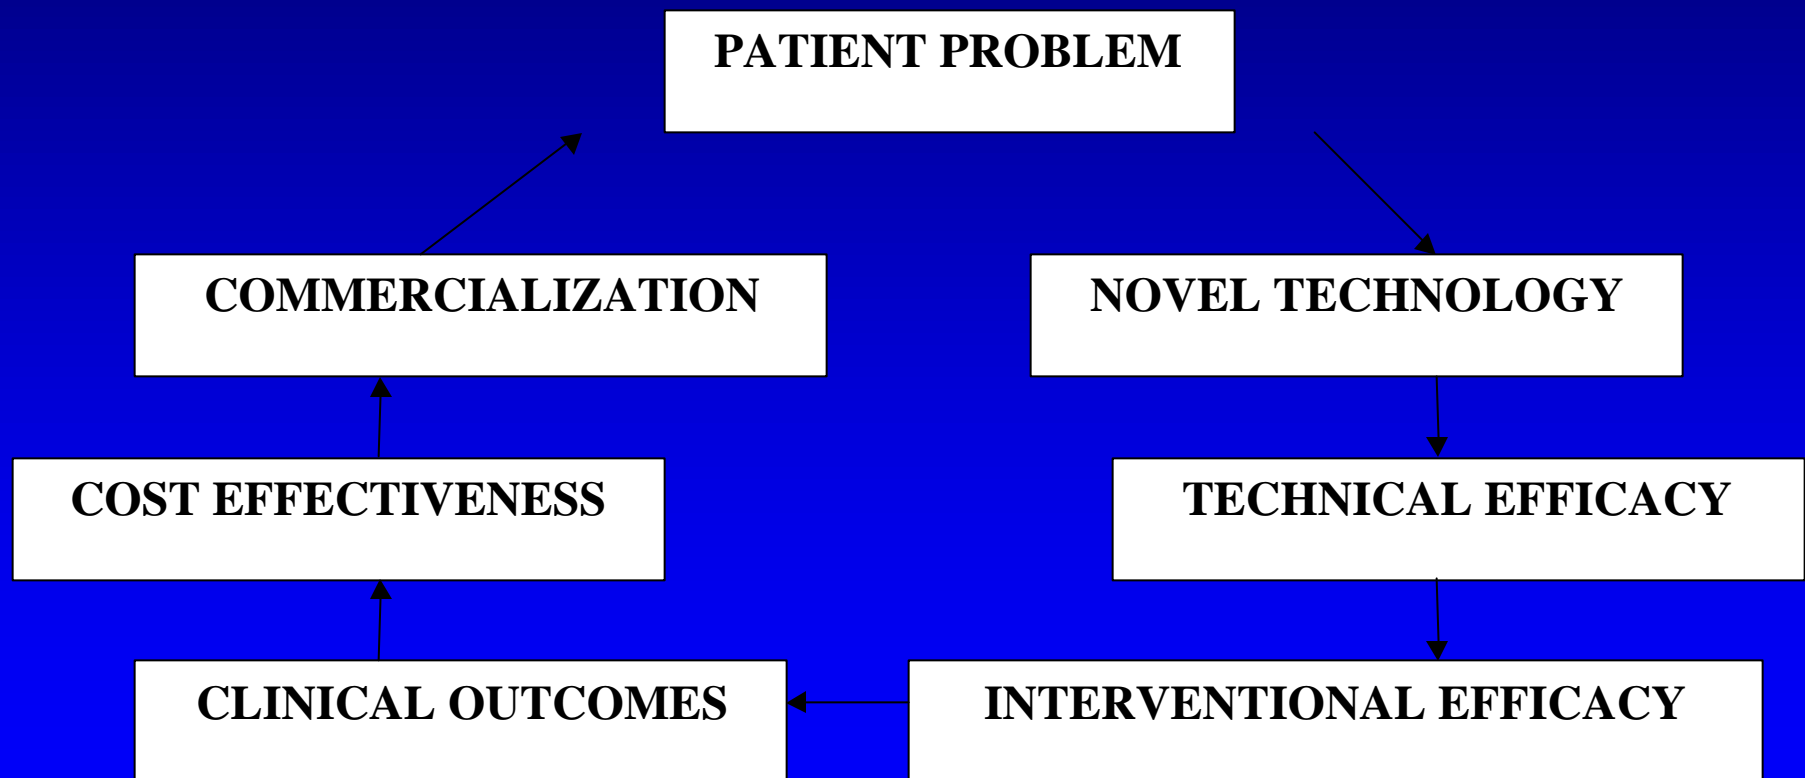 PATIENT PROBLEM
COMMERCIALIZATION
NOVEL TECHNOLOGY
COST EFFECTIVENESS
TECHNICAL EFFICACY
CLINICAL OUTCOMES
INTERVENTIONAL EFFICACY